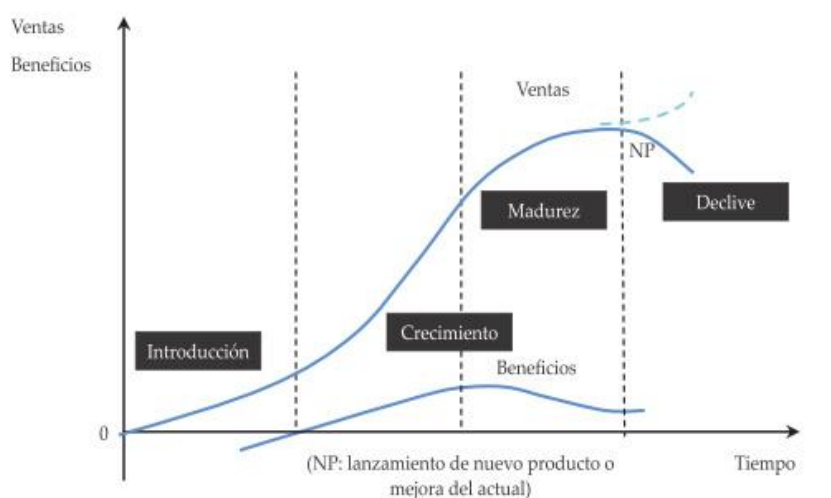 Ventas
Beneficios
Ventas
NP
Declive
Madurez
Crecimiento
Introducción
Beneficios
0
(NP: lanzamiento de nuevo producto o
mejora del actual)
Tiempo